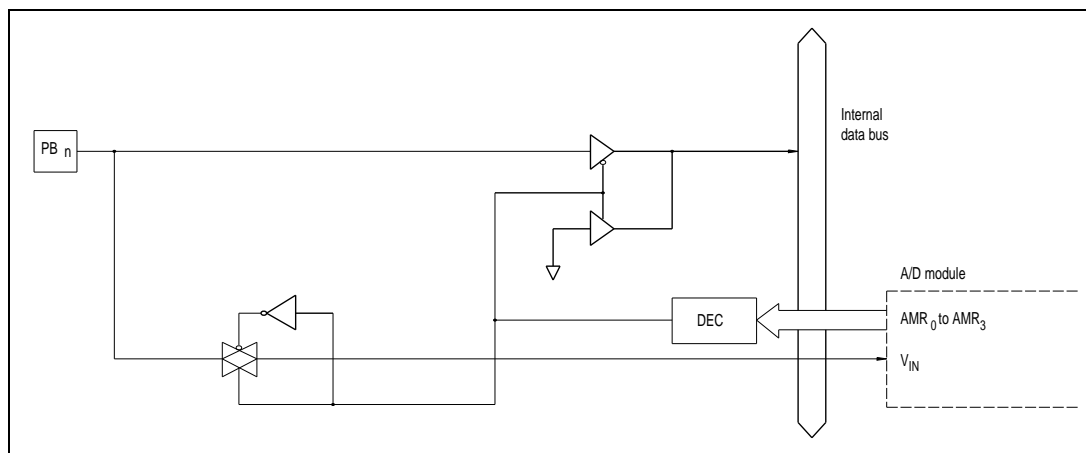 Internal
data bus
PB n
A/D module
DEC
AMR0 to AMR3
VIN